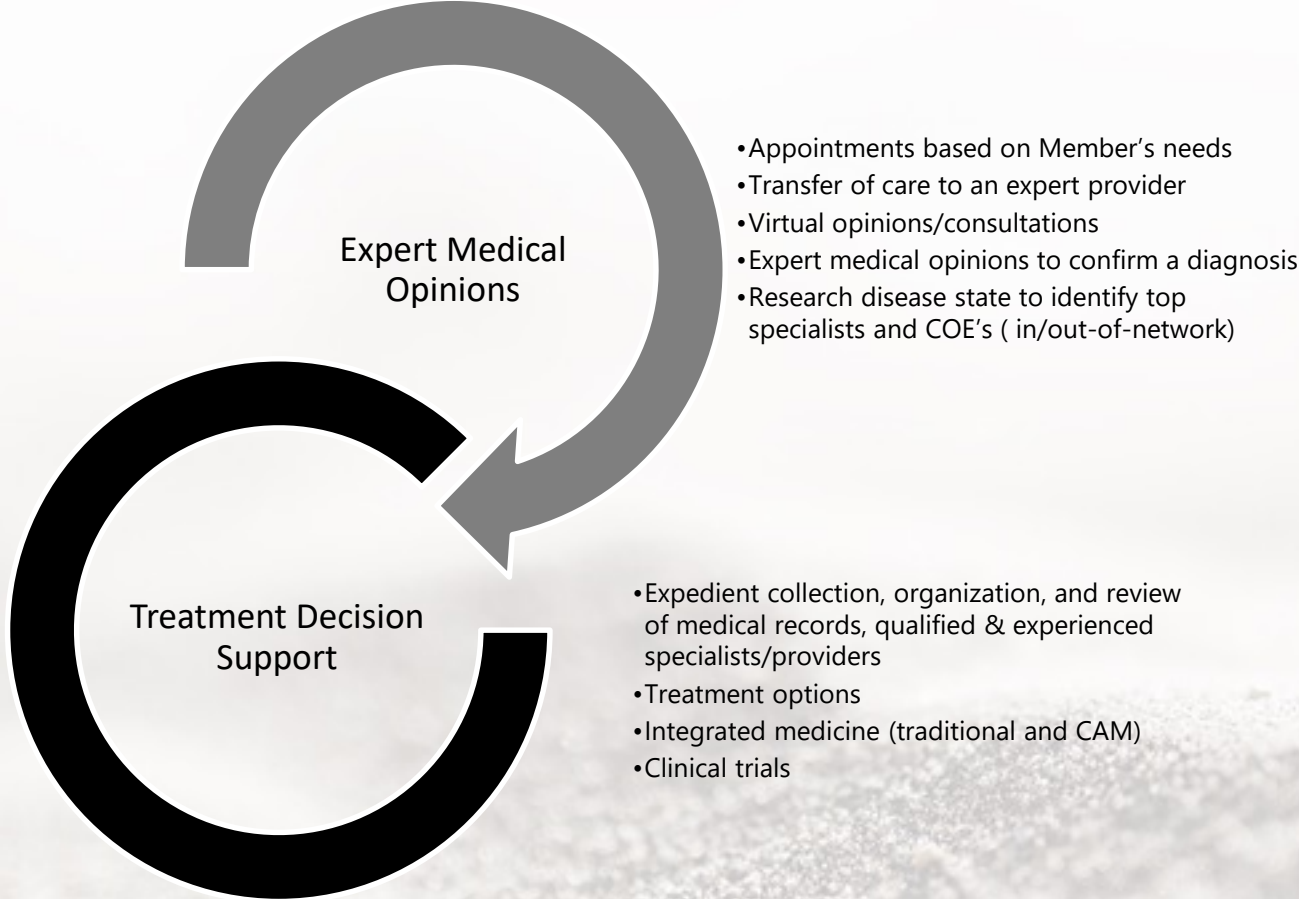 Expert Medical
Opinions
•Appointments based on Member’s needs
•Transfer of care to an expert provider
•Virtual opinions/consultations
•Expert medical opinions to confirm a diagnosis
•Research disease state to identify top
specialists and COE’s ( in/out-of-network)
Treatment Decision
Support
•Expedient collection, organization, and review
of medical records, qualified & experienced
specialists/providers
•Treatment options
•Integrated medicine (traditional and CAM)
•Clinical trials